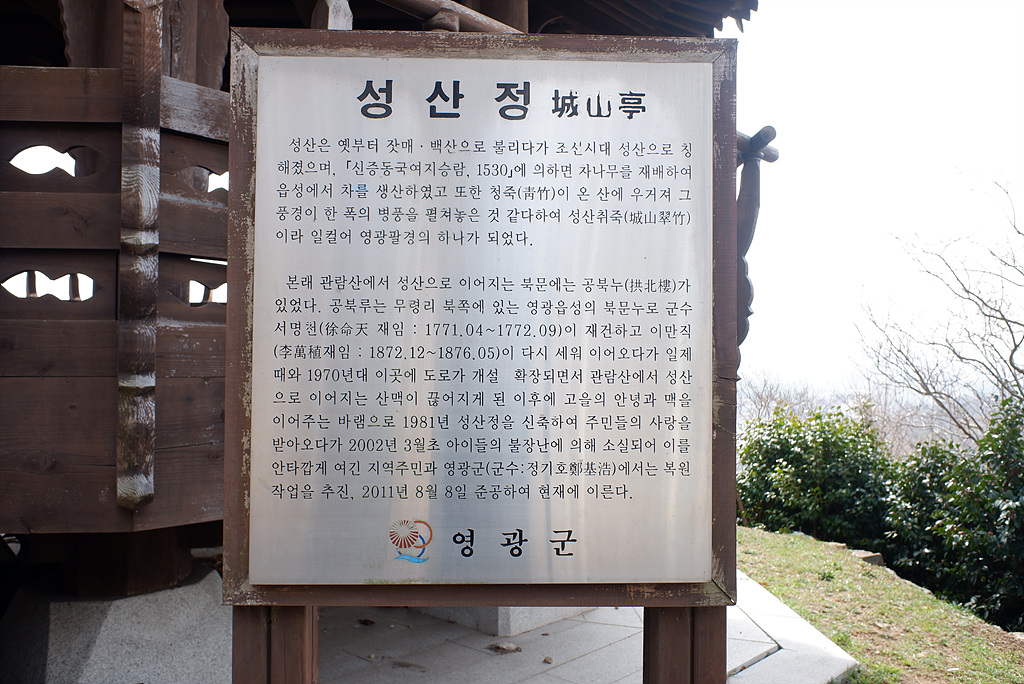 성산정 城山亭
성산은 옛부터 잣매·백산으로 불리다가 조선시대 성산으로 칭
해졌으며, 「신증동국여지승람, 1530」에 의하면 자나무를 재배하여
읍성에서 차를 생산하였고 또한 청죽(靑竹)이 온 산에 우거져 그
풍경이 한 폭의 병풍을 펼쳐놓은 것 같다하여 성산취죽(城山翠竹)
이라 일컬어 영광팔경의 하나가 되었다.
본래 관람산에서 성산으로 이어지는 북문에는 공북누(拱北樓)가
있었다. 공북루는 무령리 북쪽에 있는 영광읍성의 북문누로 군수
서명천(徐命天 재임 : 1771.04~1772.09)이 재건하고 이만직
(李萬稙재임 : 1872.12~1876.05)이 다시 세워 이어오다가 일제
때와 1970년대 이곳에 도로가 개설 확장되면서 관람산에서 성산
으로 이어지는 산맥이 끊어지게 된 이후에 고을의 안녕과 맥을
이어주는 바램으로 1981년 성산정을 신축하여 주민들의 사랑을
받아오다가 2002년 3월초 아이들의 불장난에 의해 소실되어 이를
안타깝게 여긴 지역주민과 영광군(군수:정기호鄭基浩)에서는 복원
작업을 추진, 2011년 8월 8일 준공하여 현재에 이른다.
영광군